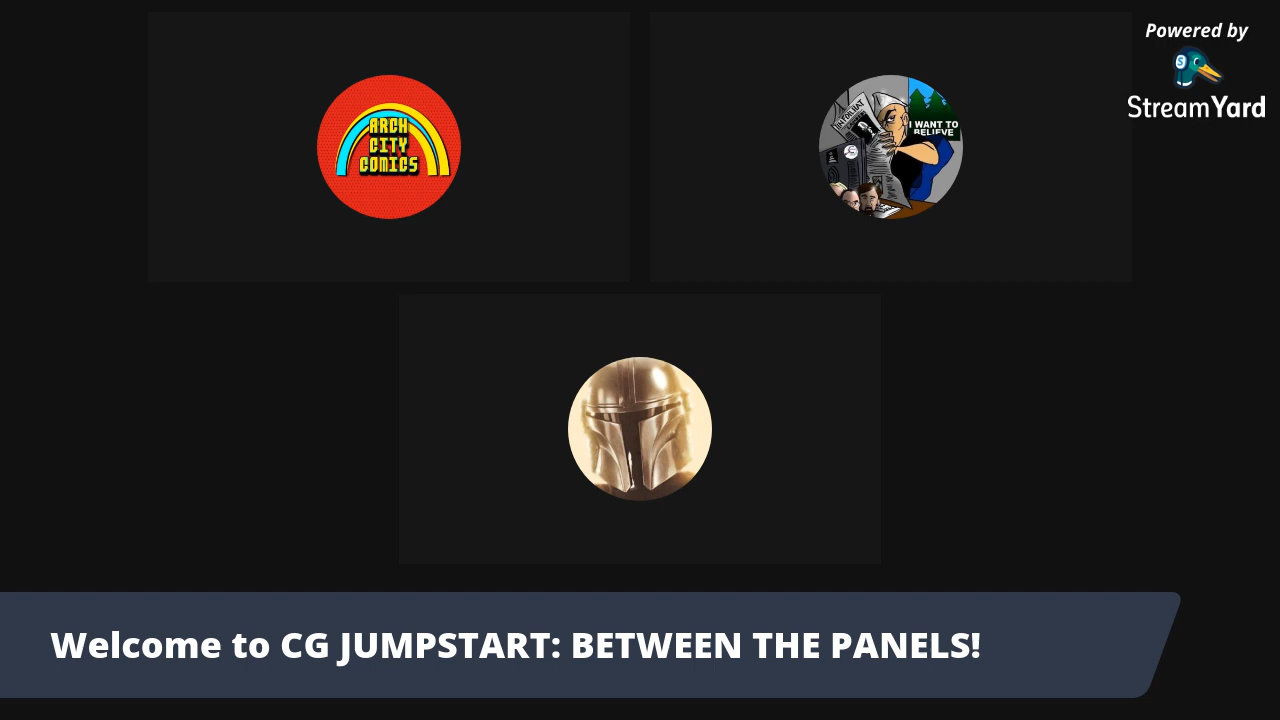 Powered by
StreamYard
ARCH
CITY
COMICS
I WANT TO
BELIEVE
Welcome to CG JUMPSTART: BETWEEN THE PANELS!